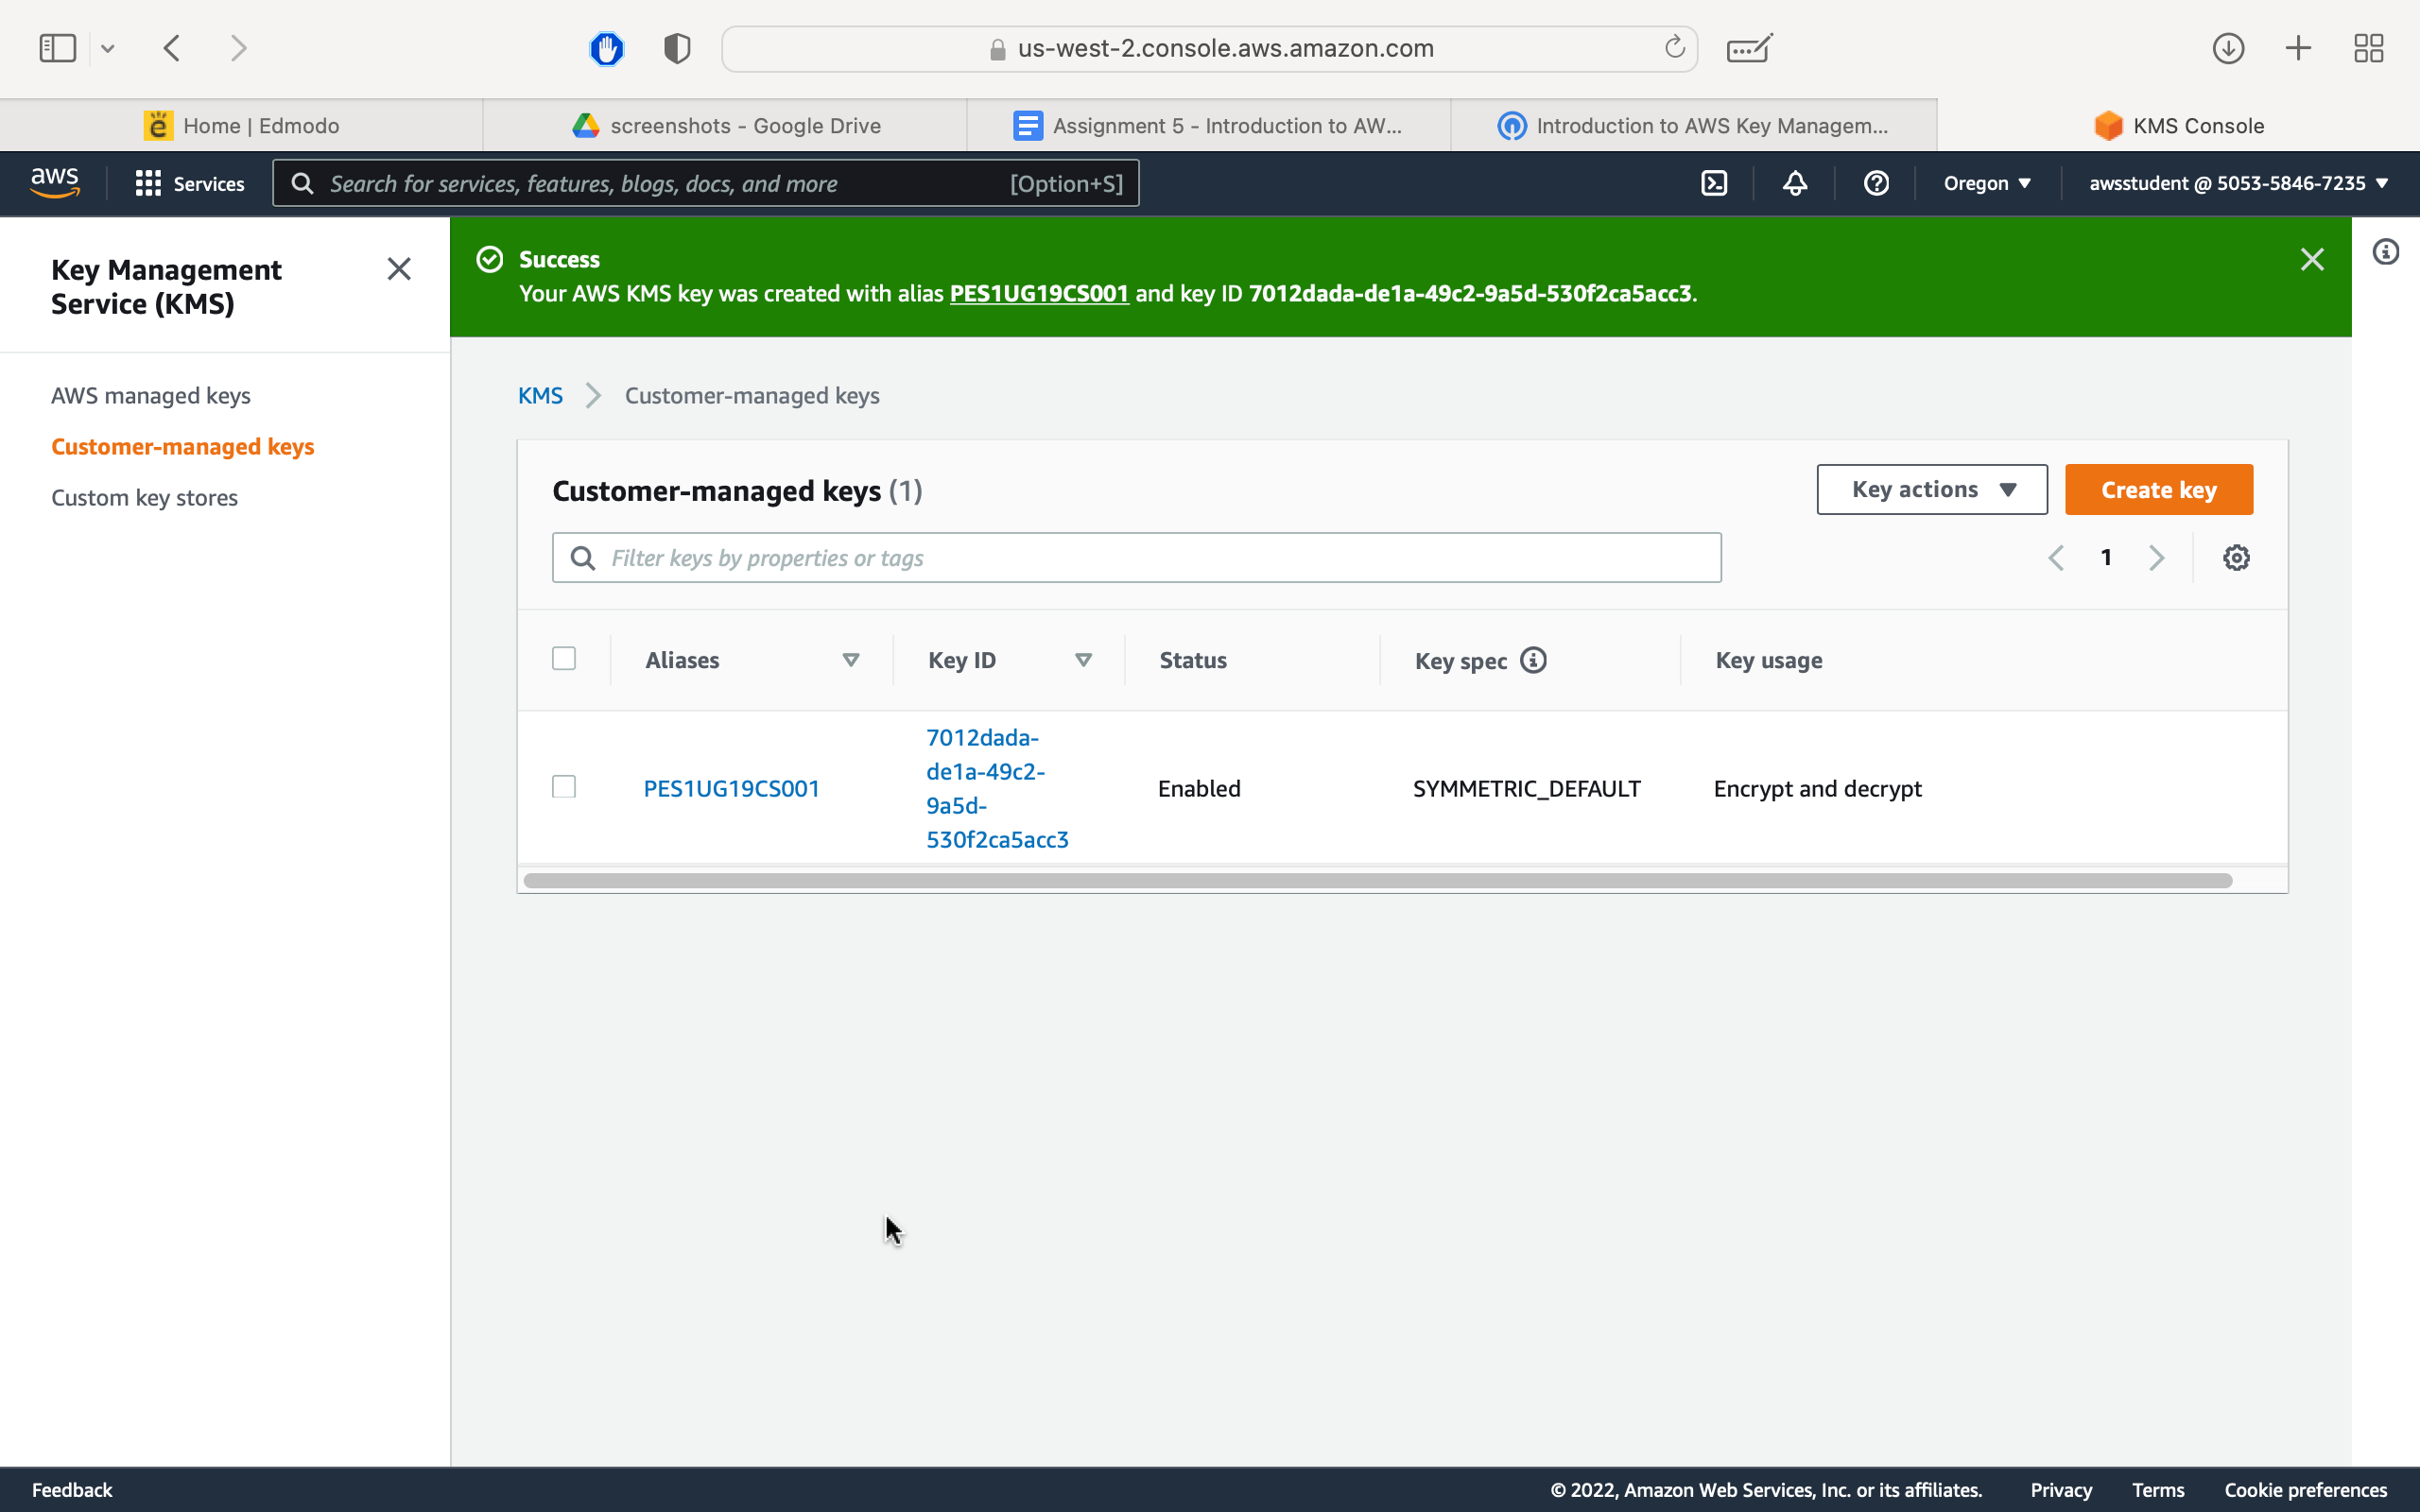 us-west-2.console.aws.amazon.com
Home | Edmodo
screenshots - Google Drive
Assignment 5 - Introduction to AW...
Introduction to AWS Key Managem...
KMS Console
aws
Services
Search for services, features, blogs, docs, and more
[Option+S]
Oregon
awsstudent @ 5053-5846-7235
Key Management
Service (KMS)
AWS managed keys
Customer-managed keys
Custom key stores
Success
Your AWS KMS key was created with alias PES1UG19CS001 and key ID 7012dada-de1a-49c2-9a5d-530f2ca5acc3.
KMS
Customer-managed keys
Customer-managed keys (1)
Key actions
Create key
Filter keys by properties or tags
1
Aliases
Key ID
Status
Key spec
Key usage
PES1UG19CS001
7012dada-
de1a-49c2-
9a5d-
530f2ca5acc3
Enabled
SYMMETRIC_DEFAULT
Encrypt and decrypt
Feedback
© 2022, Amazon Web Services, Inc. or its affiliates.
Privacy
Terms
Cookie preferences